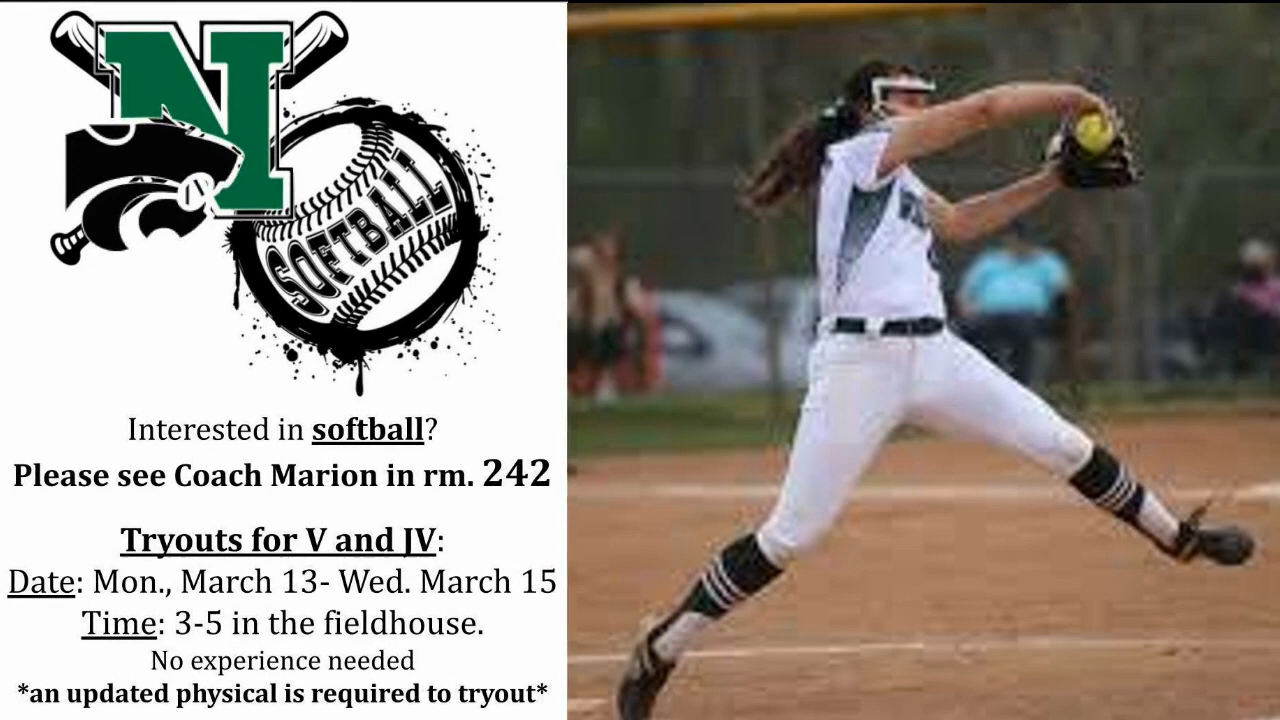 N
SOFTBALL
Interested in softball?
Please see Coach Marion in rm. 242
Tryouts for V and JV:
Date: Mon., March 13- Wed. March 15
Time: 3-5 in the fieldhouse.
No experience needed
*an updated physical is required to tryout*